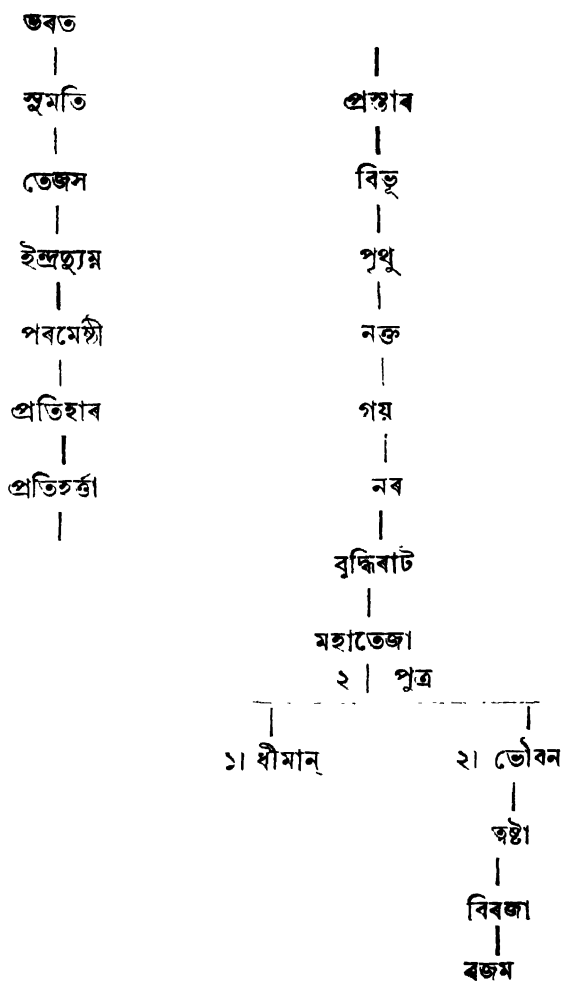 ভৰত
সুমতি
তেজস
ইন্দ্ৰদ্যুম্ন
পৰমেষ্ঠী
প্ৰতিহাৰ
প্ৰতিহৰ্ত্তা
প্ৰস্তাৰ
বিভূ
পৃথু
নক্ত
গয়
নৰ
বুদ্ধিৰাট
মহাতেজা
২ পুত্ৰ
১। ধীমান্ ২। ভৌবন
ত্বষ্টা
বিৰজা
ৰজম